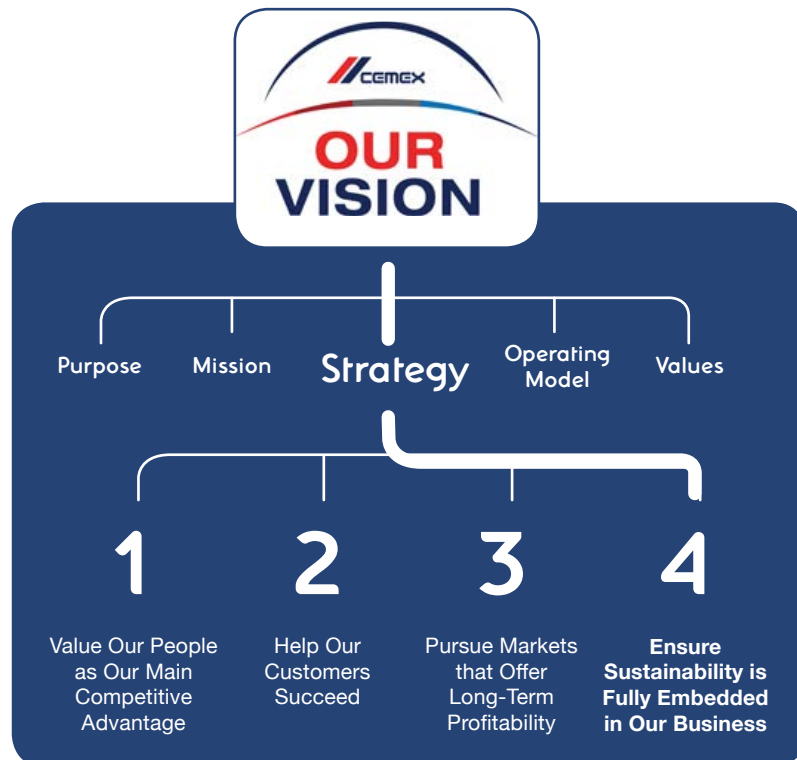 CEMEX
OUR
VISION
Purpose
Mission
Strategy
Operating
Model
Values
1
Value Our People
as Our Main
Competitive
Advantage
2
Help Our
Customers
Succeed
3
Pursue Markets
that Offer
Long-Term
Profitability
4
Ensure
Sustainability is
Fully Embedded
in Our Business